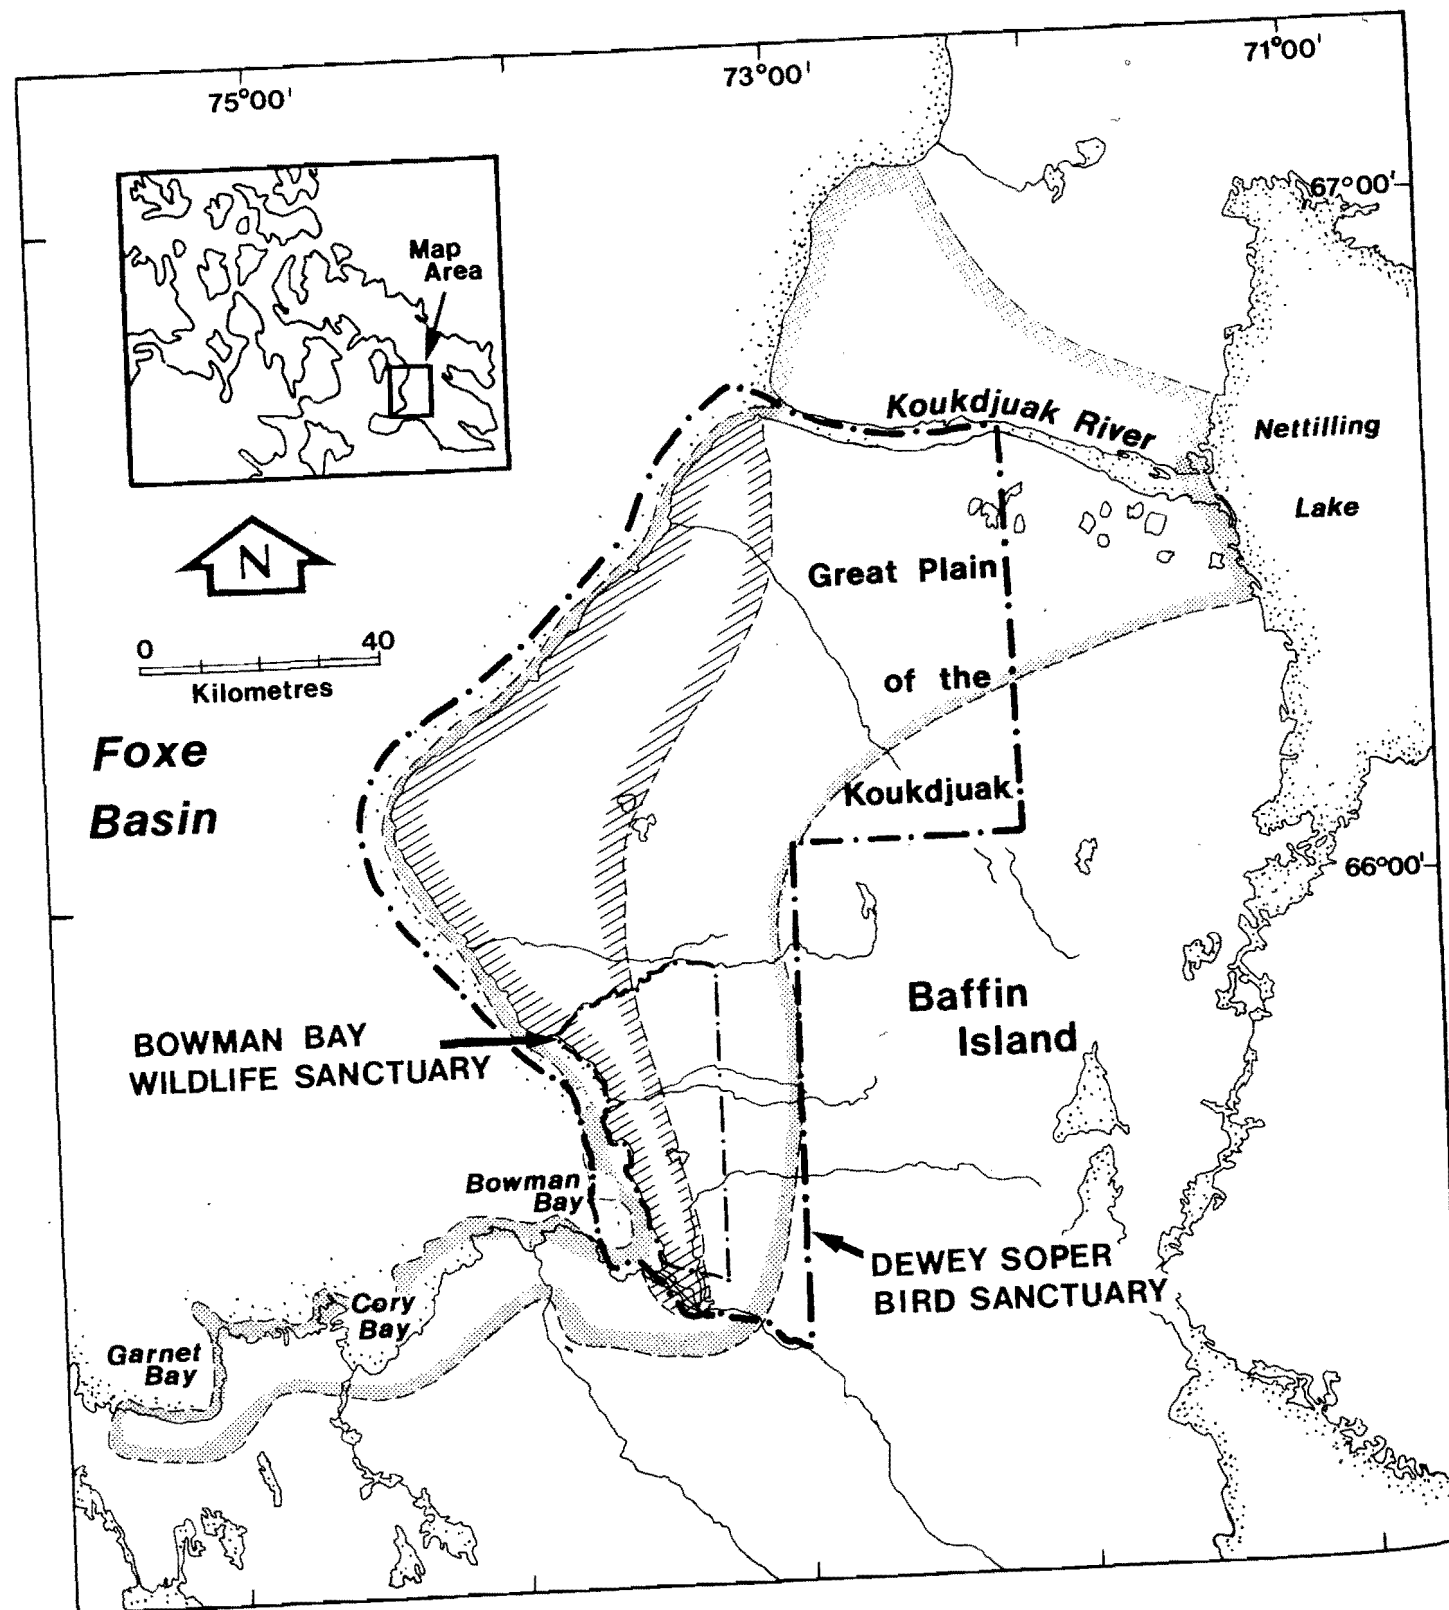 75°00'
73°00'
71°00'
67°00'
Map
Area
Koukdjuak River
Nettilling
Lake
N
Great Plain
of the
Koukdjuak
0 40
Kilometres
Foxe
Basin
66°00'
Baffin
Island
BOWMAN BAY
WILDLIFE SANCTUARY
Bowman
Bay
DEWEY SOPER
BIRD SANCTUARY
Cory
Bay
Garnet
Bay